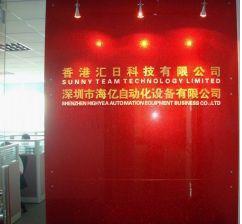 香港汇日科技有限公司
SUNNY TEAM TECHNOLOGY LIMITED
深圳市海亿自动化设备有限公司
SHENZHEN HIGHYEA AUTOMATION EQUIPMENT BUSINESS CO.,LTD